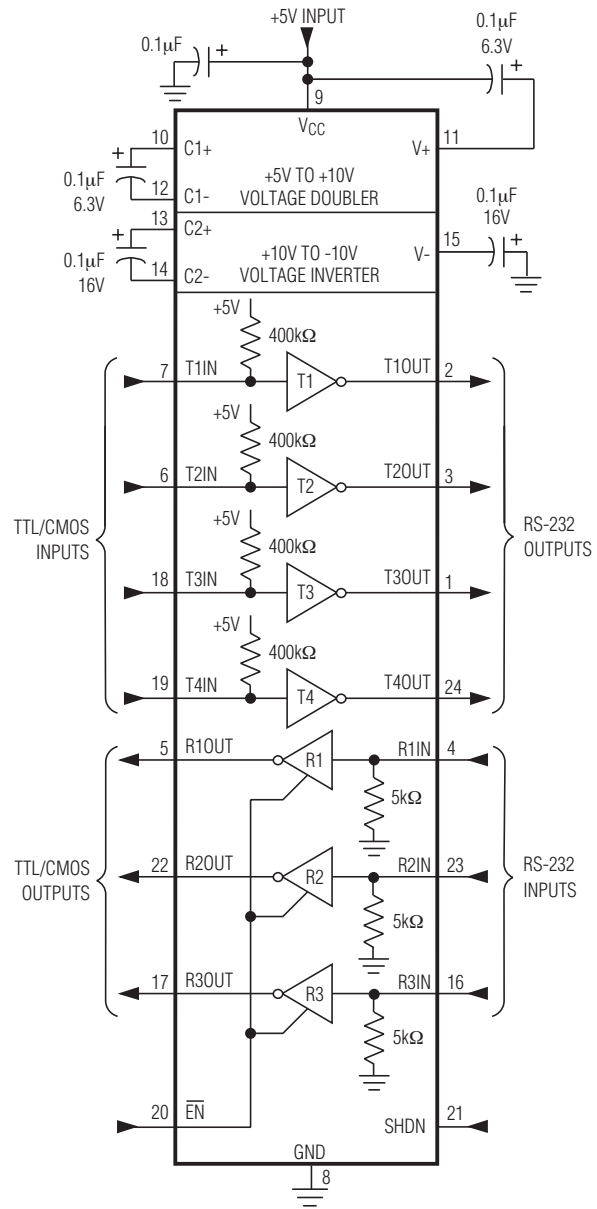 +5V INPUT
0.1μF
+
0.1μF
6.3V
+
9
VCC
10
C1+
V+
11
+
0.1μF
6.3V
+5V TO +10V
VOLTAGE DOUBLER
12
C1-
13
C2+
+
0.1μF
16V
+10V TO -10V
VOLTAGE INVERTER
V-
15
0.1μF
16V
+
14
C2-
+5V
400kΩ
7
T1IN
T1
T1OUT
2
+5V
400kΩ
6
T2IN
T2
T2OUT
3
TTL/CMOS
INPUTS
RS-232
OUTPUTS
+5V
400kΩ
18
T3IN
T3
T3OUT
1
+5V
400kΩ
19
T4IN
T4
T4OUT
24
5
R1OUT
R1
R1IN
4
5kΩ
TTL/CMOS
OUTPUTS
22
R2OUT
R2
R2IN
23
RS-232
INPUTS
5kΩ
17
R3OUT
R3
R3IN
16
5kΩ
20
E̅N̅
SHDN
21
GND
8